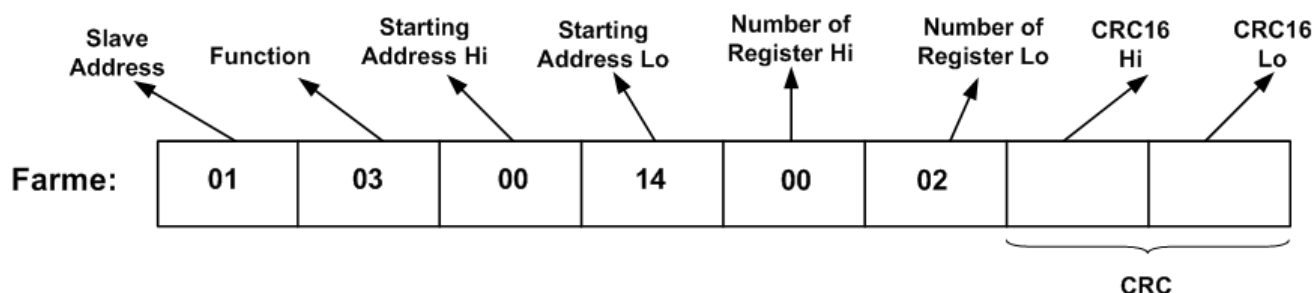 Slave
Address
Function
Starting
Address Hi
Starting
Address Lo
Number of
Register Hi
Number of
Register Lo
CRC16
Hi
CRC16
Lo
Farme: 01 03 00 14 00 02
CRC